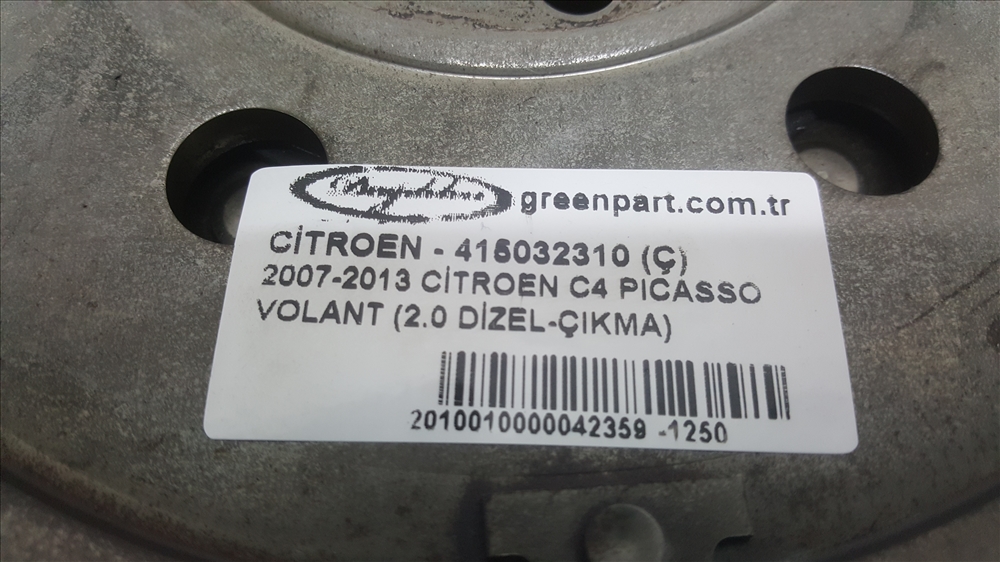 greenpart.com.tr
CİTROEN - 415032310 (Ç)
2007-2013 CİTROEN C4 PICASSO
VOLANT (2.0 DİZEL-ÇIKMA)
2010010000042359 -1250